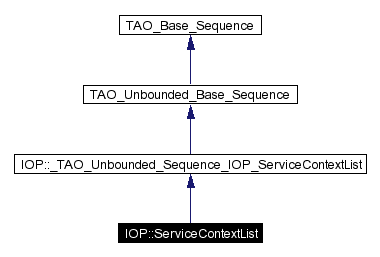 TAO_Base_Sequence
TAO_Unbounded_Base_Sequence
IOP::_TAO_Unbounded_Sequence_IOP_ServiceContextList
IOP::ServiceContextList